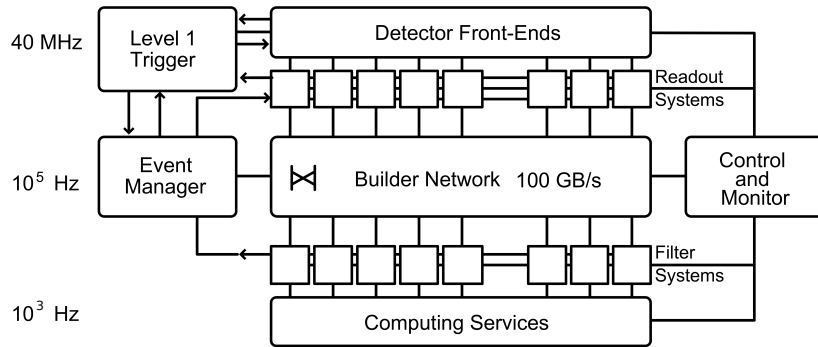 40 MHz
Level 1
Trigger
Detector Front-Ends
Readout
Systems
10⁵ Hz
Event
Manager
Builder Network 100 GB/s
Control
and
Monitor
Filter
Systems
10³ Hz
Computing Services